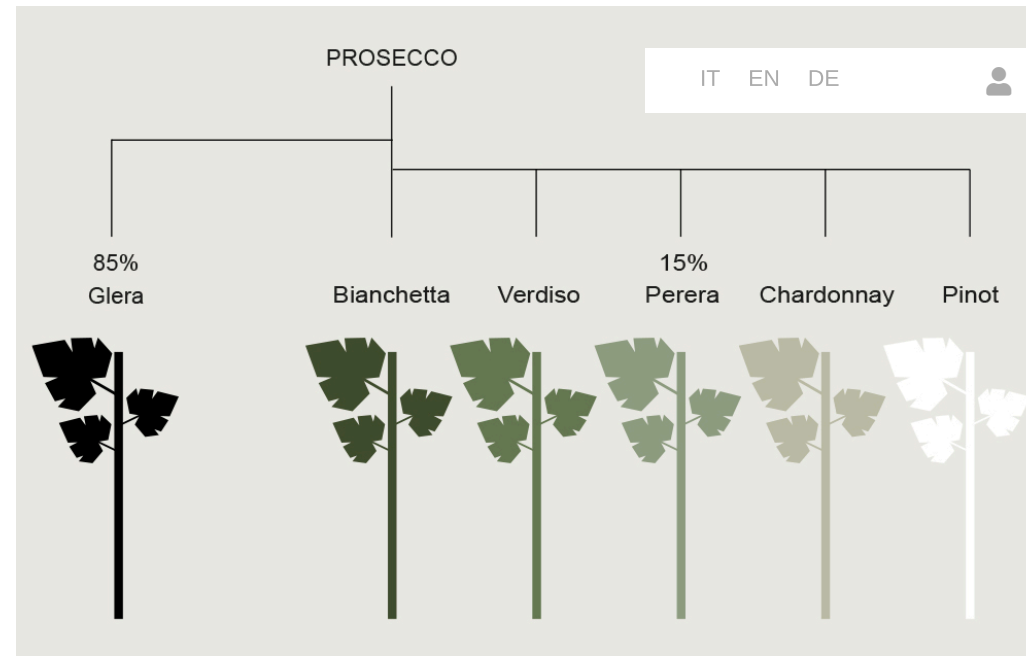 PROSECCO
IT EN DE
85%
Glera
Bianchetta
Verdiso
15%
Perera
Chardonnay
Pinot